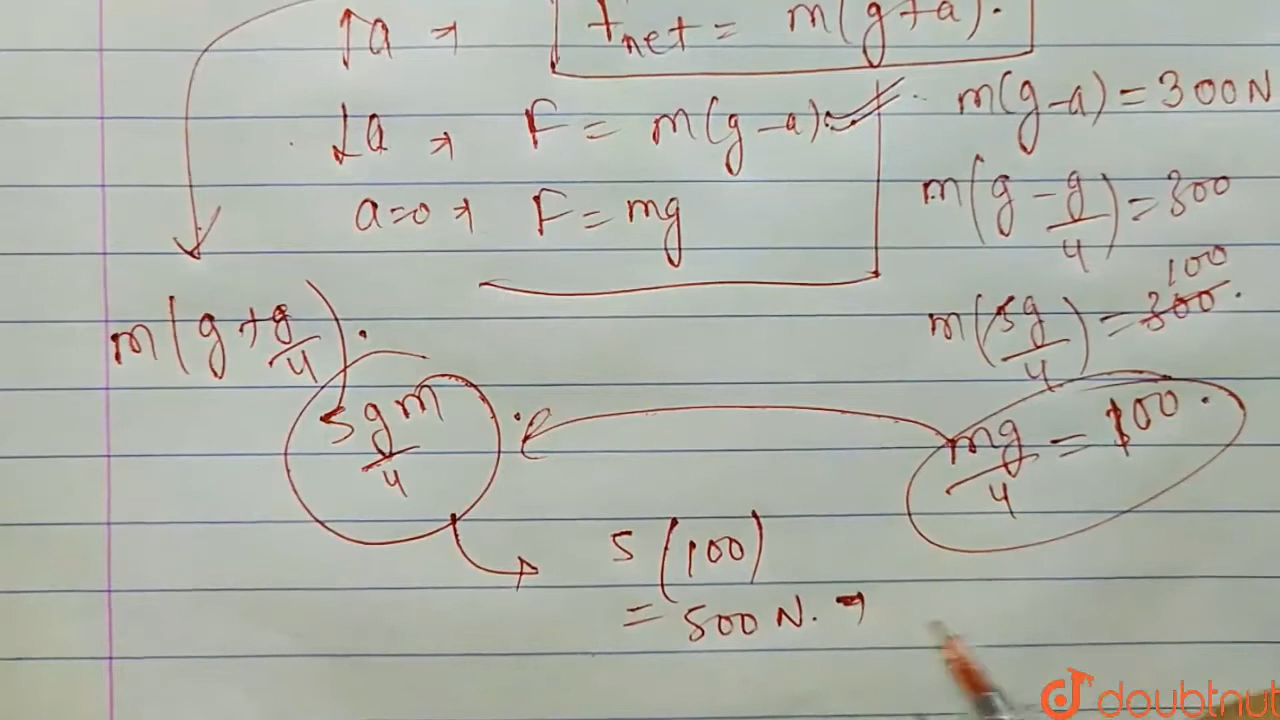 ↑a → Fnet = m(g+a).
↓a → F = m(g-a)
a=0 → F = mg
m(g-a) = 300N
m(g - g/4) = 300
m(3g/4) = 300. 100
mg/4 = 100.
m(g + g/4).
5gm/4
5(100)
= 500 N. →
doubtnut